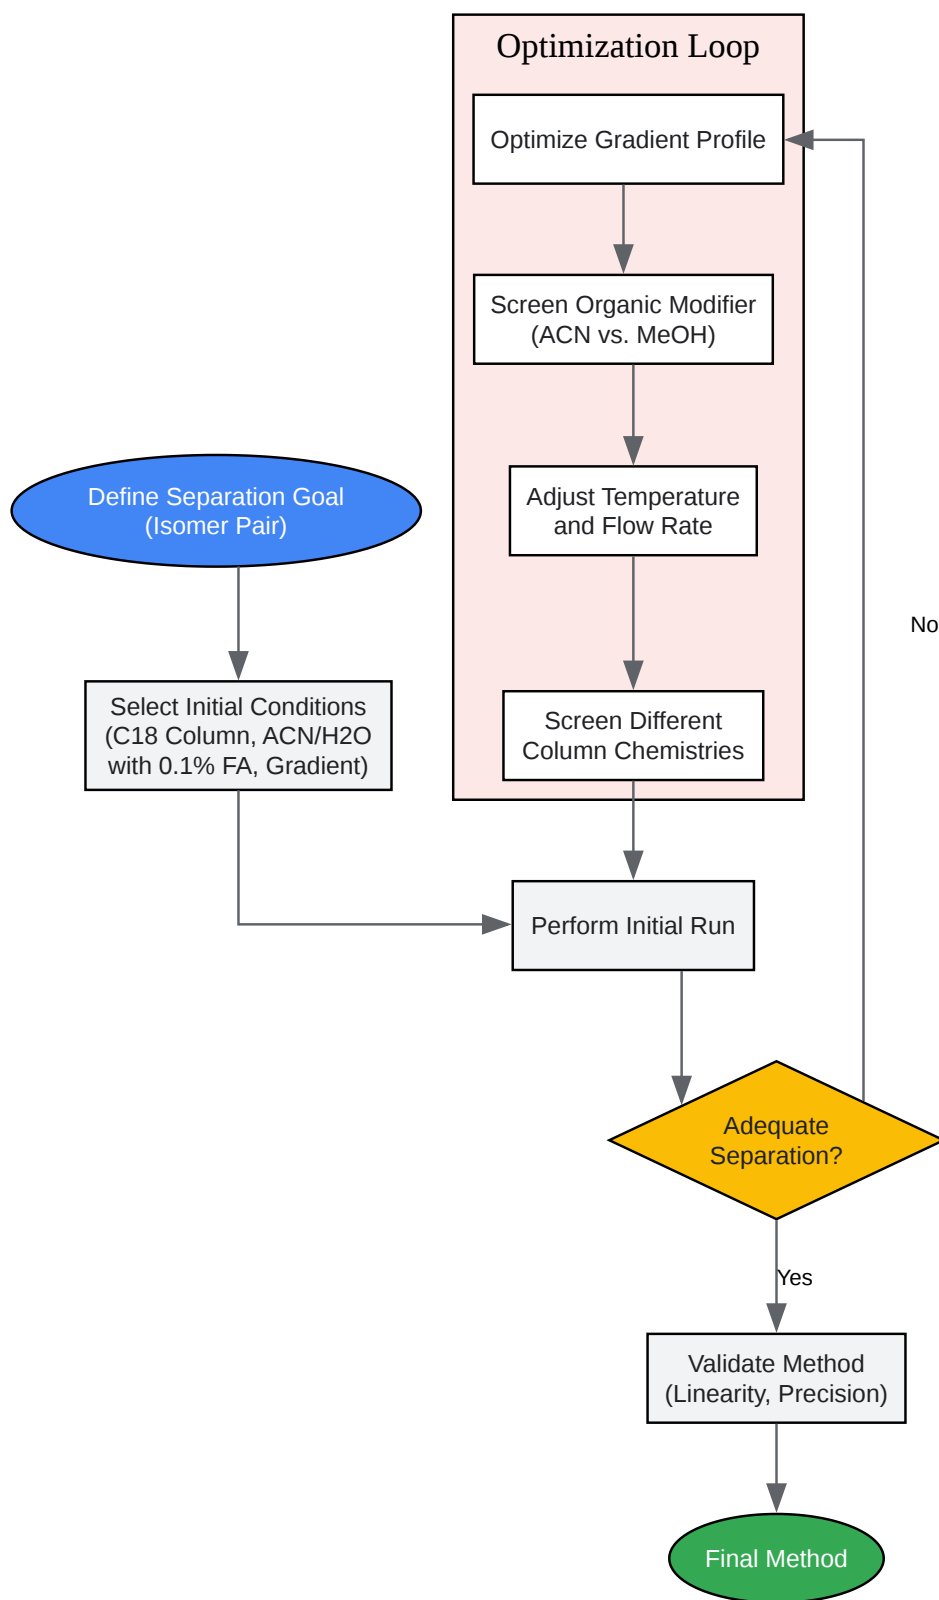 Optimization Loop
Optimize Gradient Profile
Screen Organic Modifier
(ACN vs. MeOH)
Adjust Temperature
and Flow Rate
Define Separation Goal
(Isomer Pair)
No
Select Initial Conditions
(C18 Column, ACN/H2O
with 0.1% FA, Gradient)
Screen Different
Column Chemistries
Perform Initial Run
Adequate
Separation?
Yes
Validate Method
(Linearity, Precision)
Final Method